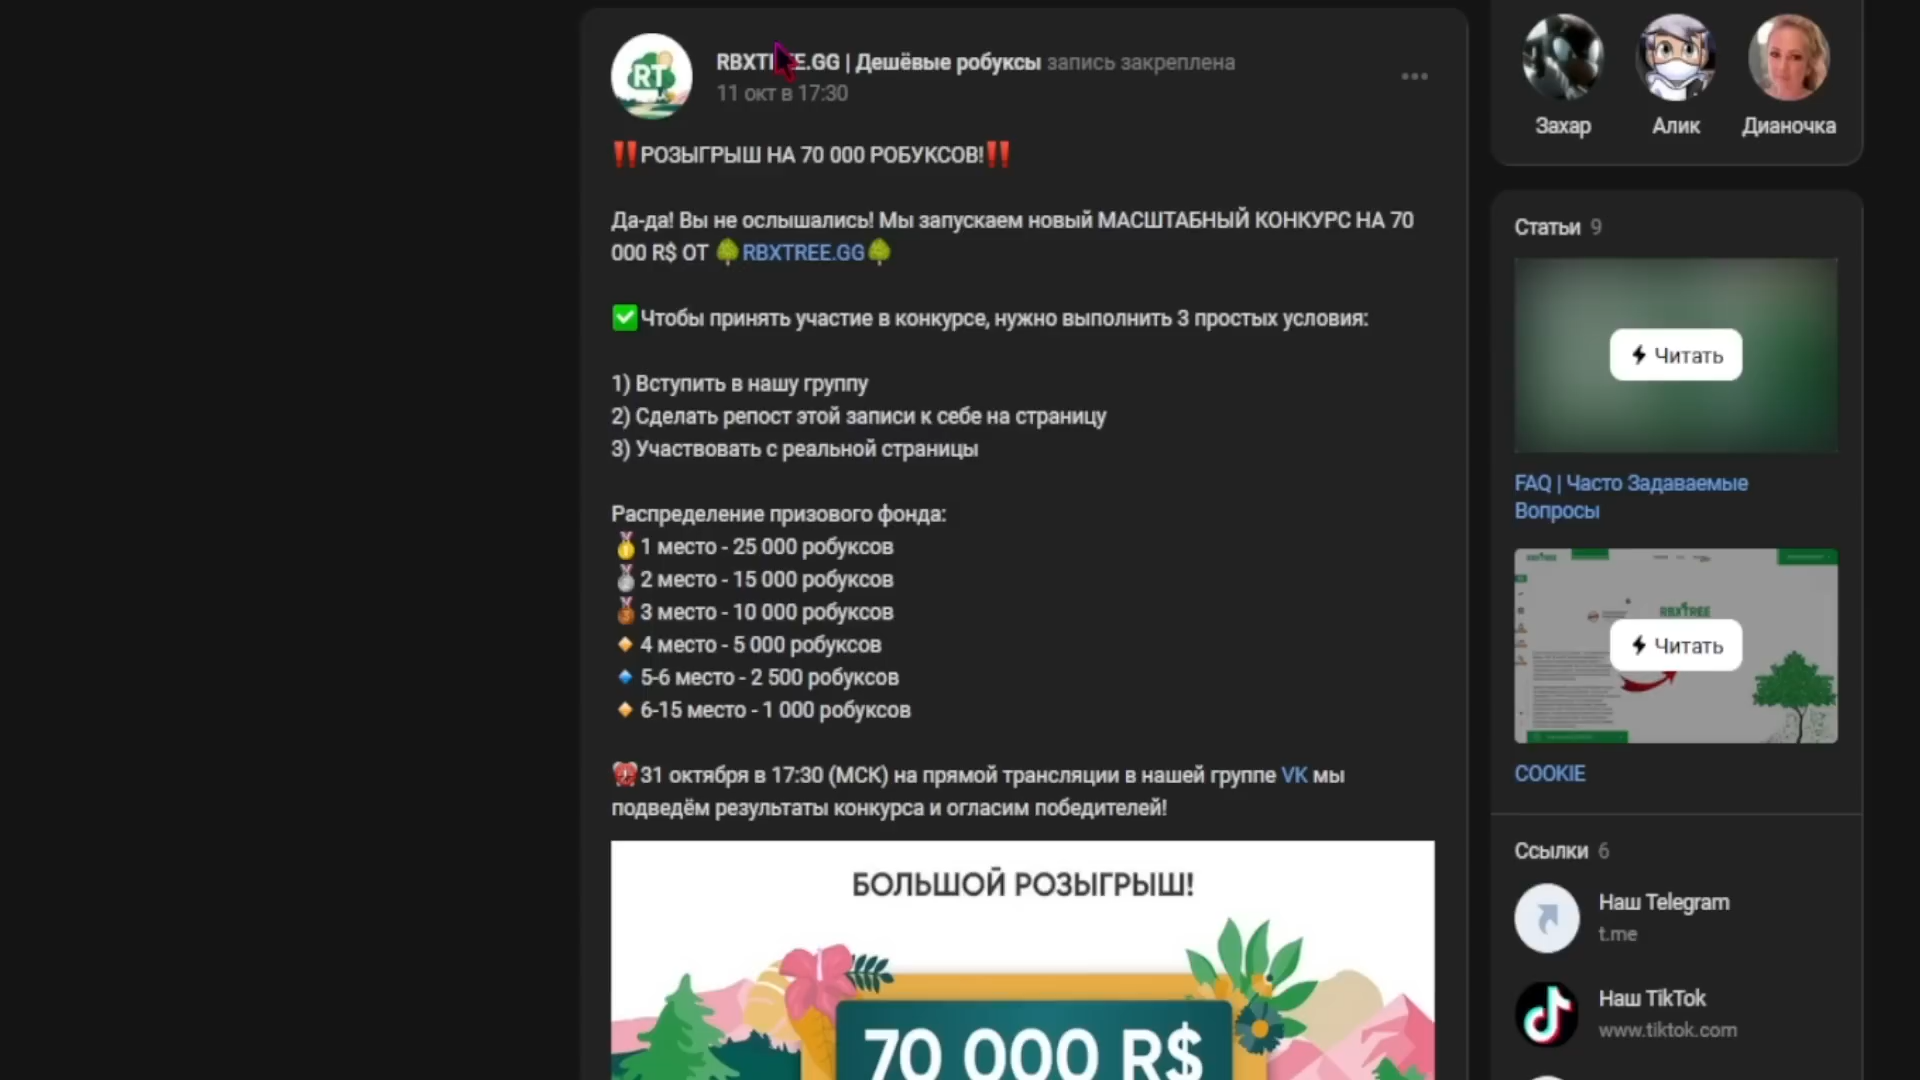 RT
RBXTREE.GG | Дешёвые робуксы запись закреплена
11 окт в 17:30
‼️РОЗЫГРЫШ НА 70 000 РОБУКСОВ!‼️
Да-да! Вы не ослышались! Мы запускаем новый МАСШТАБНЫЙ КОНКУРС НА 70
000 R$ ОТ 🌳RBXTREE.GG🌳
✅Чтобы принять участие в конкурсе, нужно выполнить 3 простых условия:
1) Вступить в нашу группу
2) Сделать репост этой записи к себе на страницу
3) Участвовать с реальной страницы
Распределение призового фонда:
🥇1 место - 25 000 робуксов
🥈2 место - 15 000 робуксов
🥉3 место - 10 000 робуксов
🔸4 место - 5 000 робуксов
🔹5-6 место - 2 500 робуксов
🔸6-15 место - 1 000 робуксов
⏰31 октября в 17:30 (МСК) на прямой трансляции в нашей группе VK мы
подведём результаты конкурса и огласим победителей!
БОЛЬШОЙ РОЗЫГРЫШ!
70 000 R$
Захар
Алик
Дианочка
Статьи 9
Читать
FAQ | Часто Задаваемые
Вопросы
RBXTREE
Читать
COOKIE
Ссылки 6
Наш Telegram
t.me
Наш TikTok
www.tiktok.com